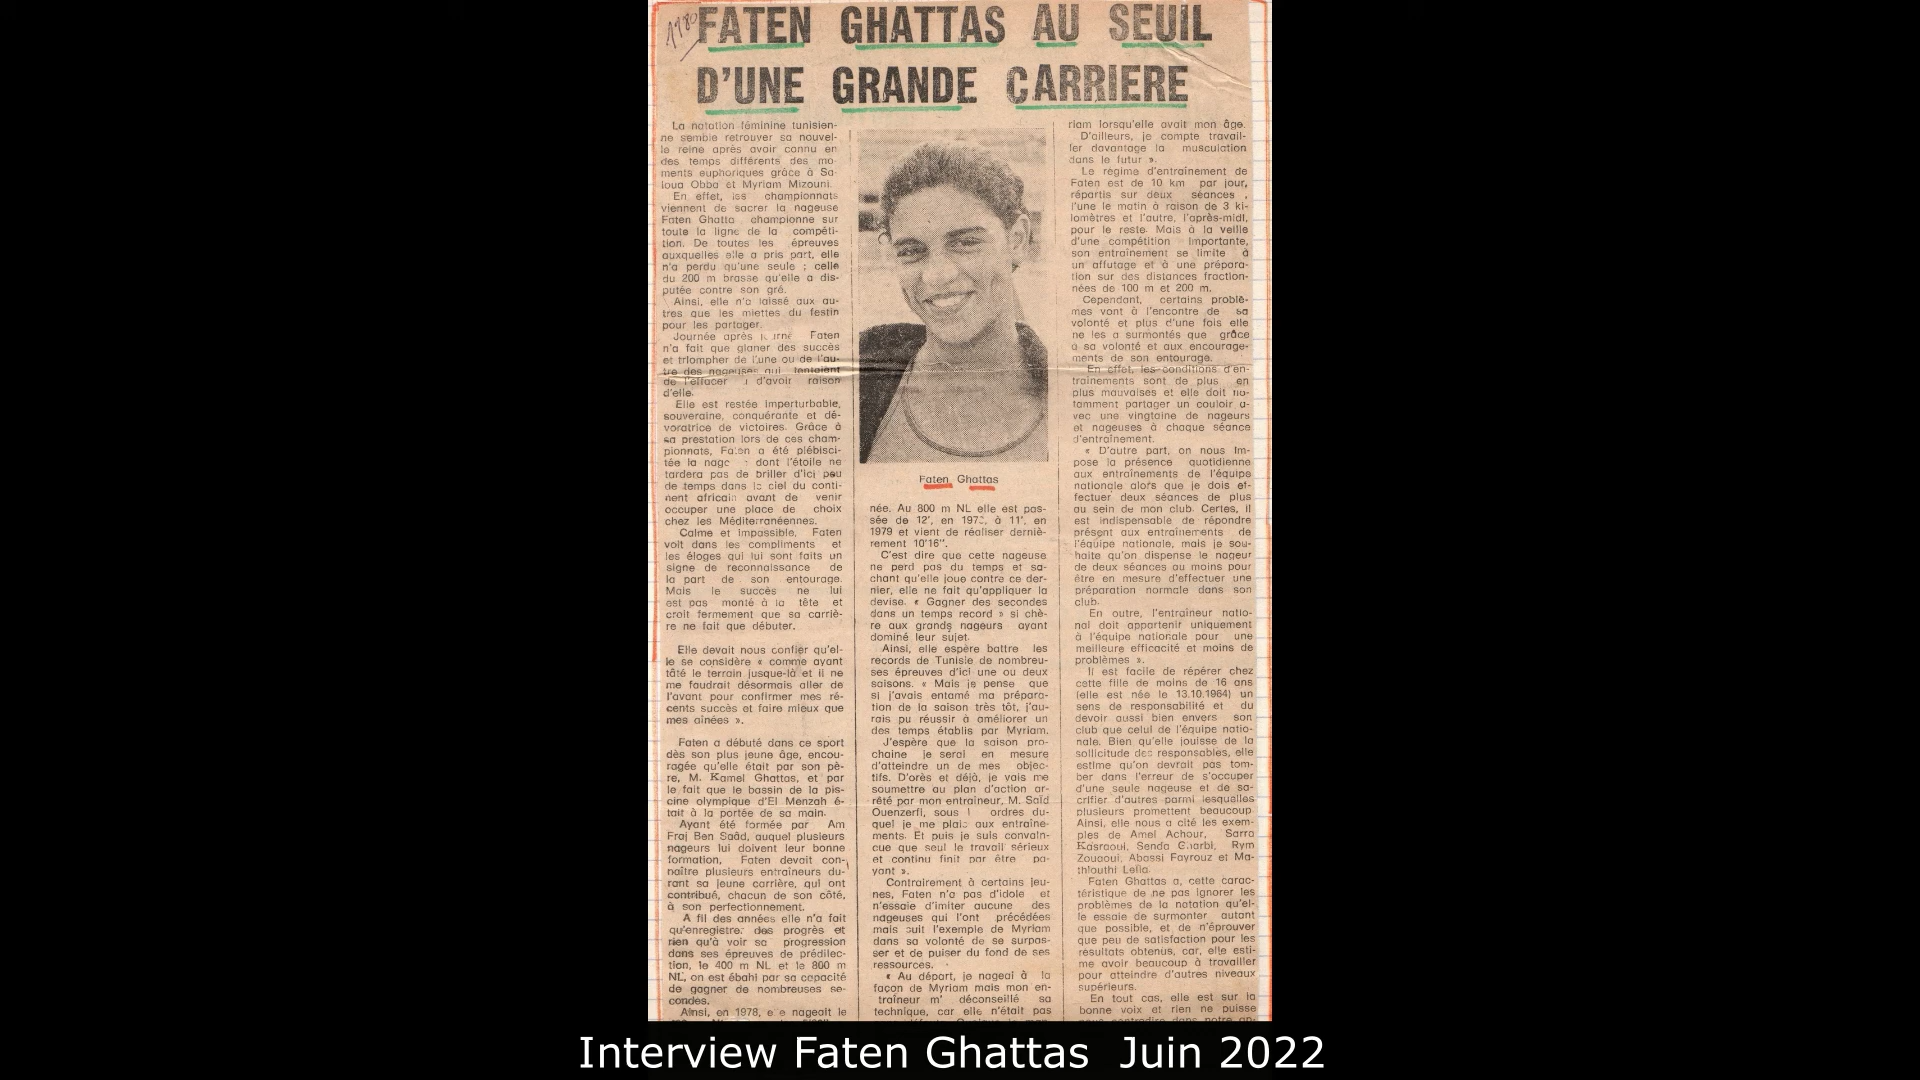 1980
FATEN GHATTAS AU SEUIL
D'UNE GRANDE CARRIERE
La natation féminine tunisien-
ne semble retrouver sa nouvel-
le reine après avoir connu en
des temps différents des mo-
ments euphoriques grâce à Sa-
loua Obba et Myriam Mizouni.
En effet, les championnats
viennent de sacrer la nageuse
Faten Ghatta championne sur
toute la ligne de la compéti-
tion. De toutes les épreuves
auxquelles elle a pris part, elle
n'a perdu qu'une seule ; celle
du 200 m brasse qu'elle a dis-
putée contre son gré.
Ainsi, elle n'a laissé aux au-
tres que les miettes du festin
pour les partager.
Journée après Faten
n'a fait que glaner des succès
et triompher de l'une ou de l'au-
tre des nageuses qui tentaient
de l'effacer d'avoir raison
d'elle.
Elle est restée imperturbable,
souveraine, conquérante et dé-
voratrice de victoires. Grâce à
sa prestation lors de ces cham-
pionnats, Faten a été plébisci-
tée la nage dont l'étoile ne
tardera pas de briller d'ici peu
de temps dans le ciel du conti-
nent africain avant de venir
occuper une place de choix
chez les Méditerranéennes.
Calme et impassible, Faten
voit dans les compliments et
les éloges qui lui sont faits un
signe de reconnaissance de
la part de son entourage.
Mais le succès ne lui
est pas monté à la tête et
croit fermement que sa carriè-
re ne fait que débuter.
Elle devait nous confier qu'el-
le se considère « comme ayant
tâté le terrain jusque-là et il ne
me faudrait désormais aller de
l'avant pour confirmer mes ré-
cents succès et faire mieux que
mes aînées ».
Faten a débuté dans ce sport
dès son plus jeune âge, encou-
ragée qu'elle était par son pè-
re, M. Kamel Ghattas, et par
le fait que le bassin de la pis-
cine olympique d'El Menzah é-
tait à la portée de sa main.
Ayant été formée par Am
Fraj Ben Saâd, auquel plusieurs
nageurs lui doivent leur bonne
formation, Faten devait con-
naître plusieurs entraîneurs du-
rant sa jeune carrière, qui ont
contribué, chacun de son côté,
à son perfectionnement.
A fil des années elle n'a fait
qu'enregistrer des progrès et
rien qu'à voir sa progression
dans ses épreuves de prédilec-
tion, le 400 m NL et le 800 m
NL, on est ébahi par sa capacité
de gagner de nombreuses se-
condes.
Ainsi, en 1978, e e nageait le
Faten Ghattas
née. Au 800 m NL elle est pas-
sée de 12', en à 11', en
1979 et vient de réaliser derniè-
rement 10'16''.
C'est dire que cette nageuse
ne perd pas du temps et sa-
chant qu'elle joue contre ce der-
nier, elle ne fait qu'appliquer la
devise. « Gagner des secondes
dans un temps record » si chè-
re aux grands nageurs ayant
dominé leur sujet.
Ainsi, elle espère battre les
records de Tunisie de nombreu-
ses épreuves d'ici une ou deux
saisons. « Mais je pense que
si j'avais entamé ma prépara-
tion de la saison très tôt, j'au-
rais pu réussir à améliorer un
des temps établis par Myriam.
J'espère que la saison pro-
chaine je serai en mesure
d'atteindre un de mes objec-
tifs. D'orès et déjà, je vais me
soumettre au plan d'action ar-
rêté par mon entraîneur, M. Saïd
Ouenzerfi, sous ordres du-
quel je me plais aux entraîne-
ments. Et puis je suis convain-
cue que seul le travail sérieux
et continu finit par être pa-
yant ».
Contrairement à certains jeu-
nes, Faten n'a pas d'idole et
n'essaie d'imiter aucune des
nageuses qui l'ont précédées
mais suit l'exemple de Myriam
dans sa volonté de se surpas-
ser et de puiser du fond de ses
ressources.
« Au départ, je nageai à la
façon de Myriam mais mon en-
traîneur m' déconseillé sa
technique, car elle n'était pas
riam lorsqu'elle avait mon âge.
D'ailleurs, je compte travail-
ler davantage la musculation
dans le futur ».
Le régime d'entraînement de
Faten est de 10 km par jour,
répartis sur deux séances ,
l'une le matin à raison de 3 ki-
lomètres et l'autre, l'après-midi,
pour le reste. Mais à la veille
d'une compétition importante,
son entraînement se limite à
un affutage et à une prépara-
tion sur des distances fraction-
nées de 100 m et 200 m.
Cependant, certains problè-
mes vont à l'encontre de sa
volonté et plus d'une fois elle
ne les a surmontés que grâce
à sa volonté et aux encourage-
ments de son entourage.
En effet, les conditions d'en-
traînements sont de plus en
plus mauvaises et elle doit no-
tamment partager un couloir a-
vec une vingtaine de nageurs
et nageuses à chaque séance
d'entraînement.
« D'autre part, on nous im-
pose la présence quotidienne
aux entraînements de l'équipe
nationale alors que je dois ef-
fectuer deux séances de plus
au sein de mon club. Certes, il
est indispensable de répondre
présent aux entraînements de
l'équipe nationale, mais je sou-
haite qu'on dispense le nageur
de deux séances au moins pour
être en mesure d'effectuer une
préparation normale dans son
club.
En outre, l'entraîneur natio-
nal doit appartenir uniquement
à l'équipe nationale pour une
meilleure efficacité et moins de
problèmes ».
Il est facile de répérer chez
cette fille de moins de 16 ans
(elle est née le 13.10.1964) un
sens de responsabilité et du
devoir aussi bien envers son
club que celui de l'équipe natio-
nale. Bien qu'elle jouisse de la
sollicitude des responsables, elle
estime qu'on devrait pas tom-
ber dans l'erreur de s'occuper
d'une seule nageuse et de sa-
crifier d'autres parmi lesquelles
plusieurs promettent beaucoup.
Ainsi, elle nous a cité les exem-
ples de Amel Achour, Sarra
Kasraoui, Senda Gharbi, Rym
Zouaoui, Abassi Fayrouz et Ma-
thlouthi Leila.
Faten Ghattas a, cette carac-
téristique de ne pas ignorer les
problèmes de la natation qu'el-
le essaie de surmonter autant
que possible, et de n'éprouver
que peu de satisfaction pour les
résultats obtenus, car, elle esti-
me avoir beaucoup à travailler
pour atteindre d'autres niveaux
supérieurs.
En tout cas, elle est sur la
bonne voix et rien ne puisse
Interview Faten Ghattas Juin 2022